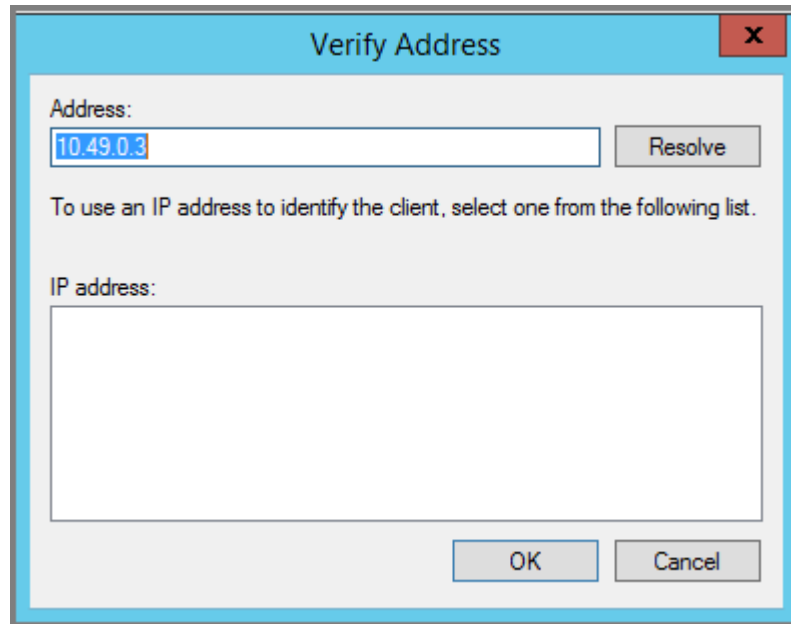 Verify Address
x
Address:
10.49.0.3
Resolve
To use an IP address to identify the client, select one from the following list.
IP address:
OK
Cancel